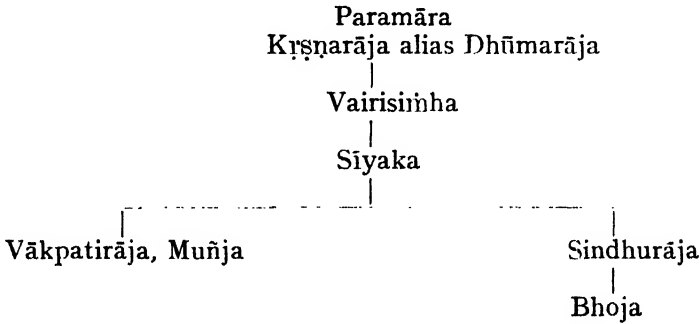 Paramāra
Kṛṣṇarāja alias Dhūmarāja
Vairisiṁha
Sīyaka
Vākpatirāja, Muñja Sindhurāja
Bhoja